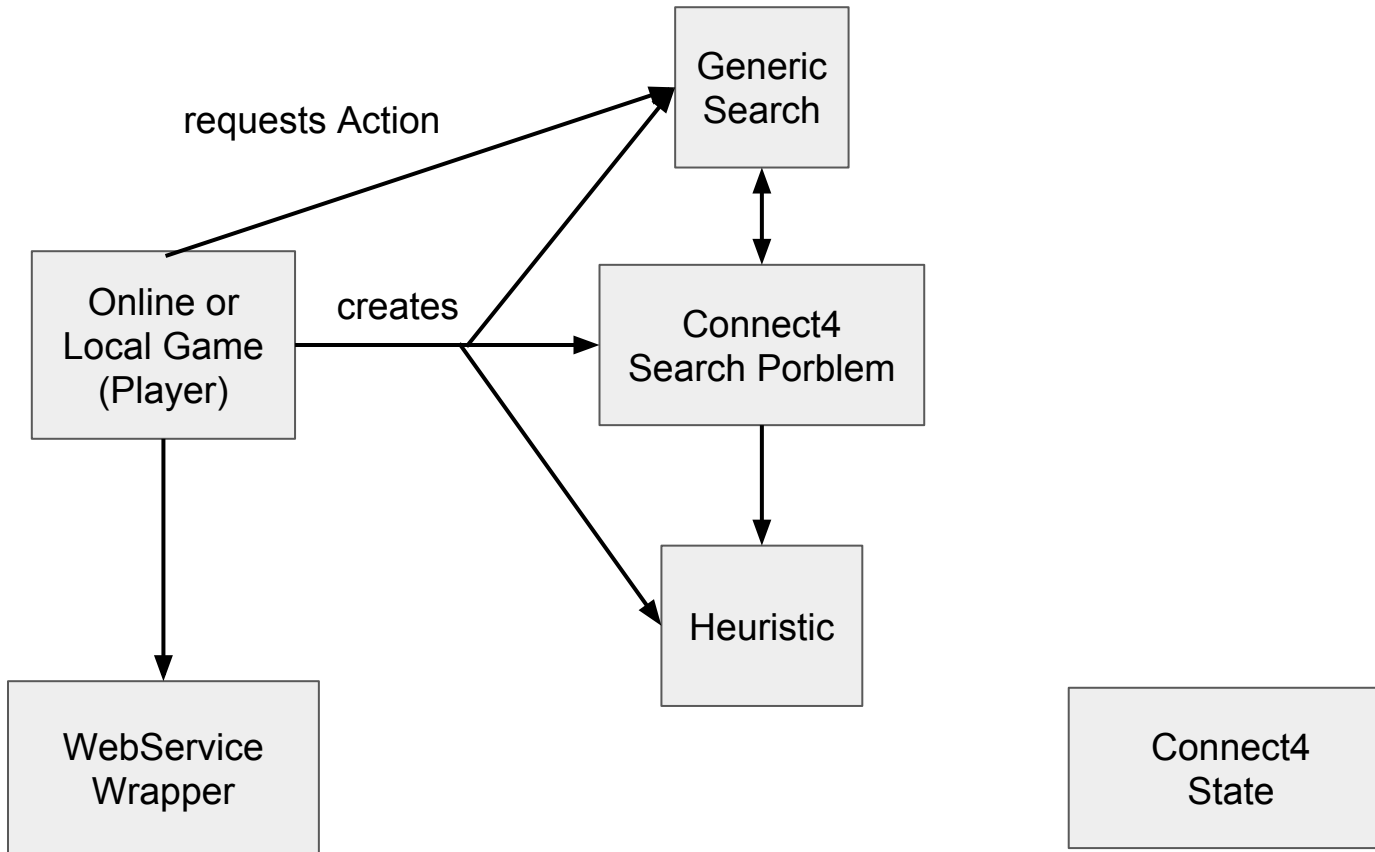 Generic
Search
requests Action
Online or
Local Game
(Player)
creates
Connect4
Search Porblem
Heuristic
WebService
Wrapper
Connect4
State